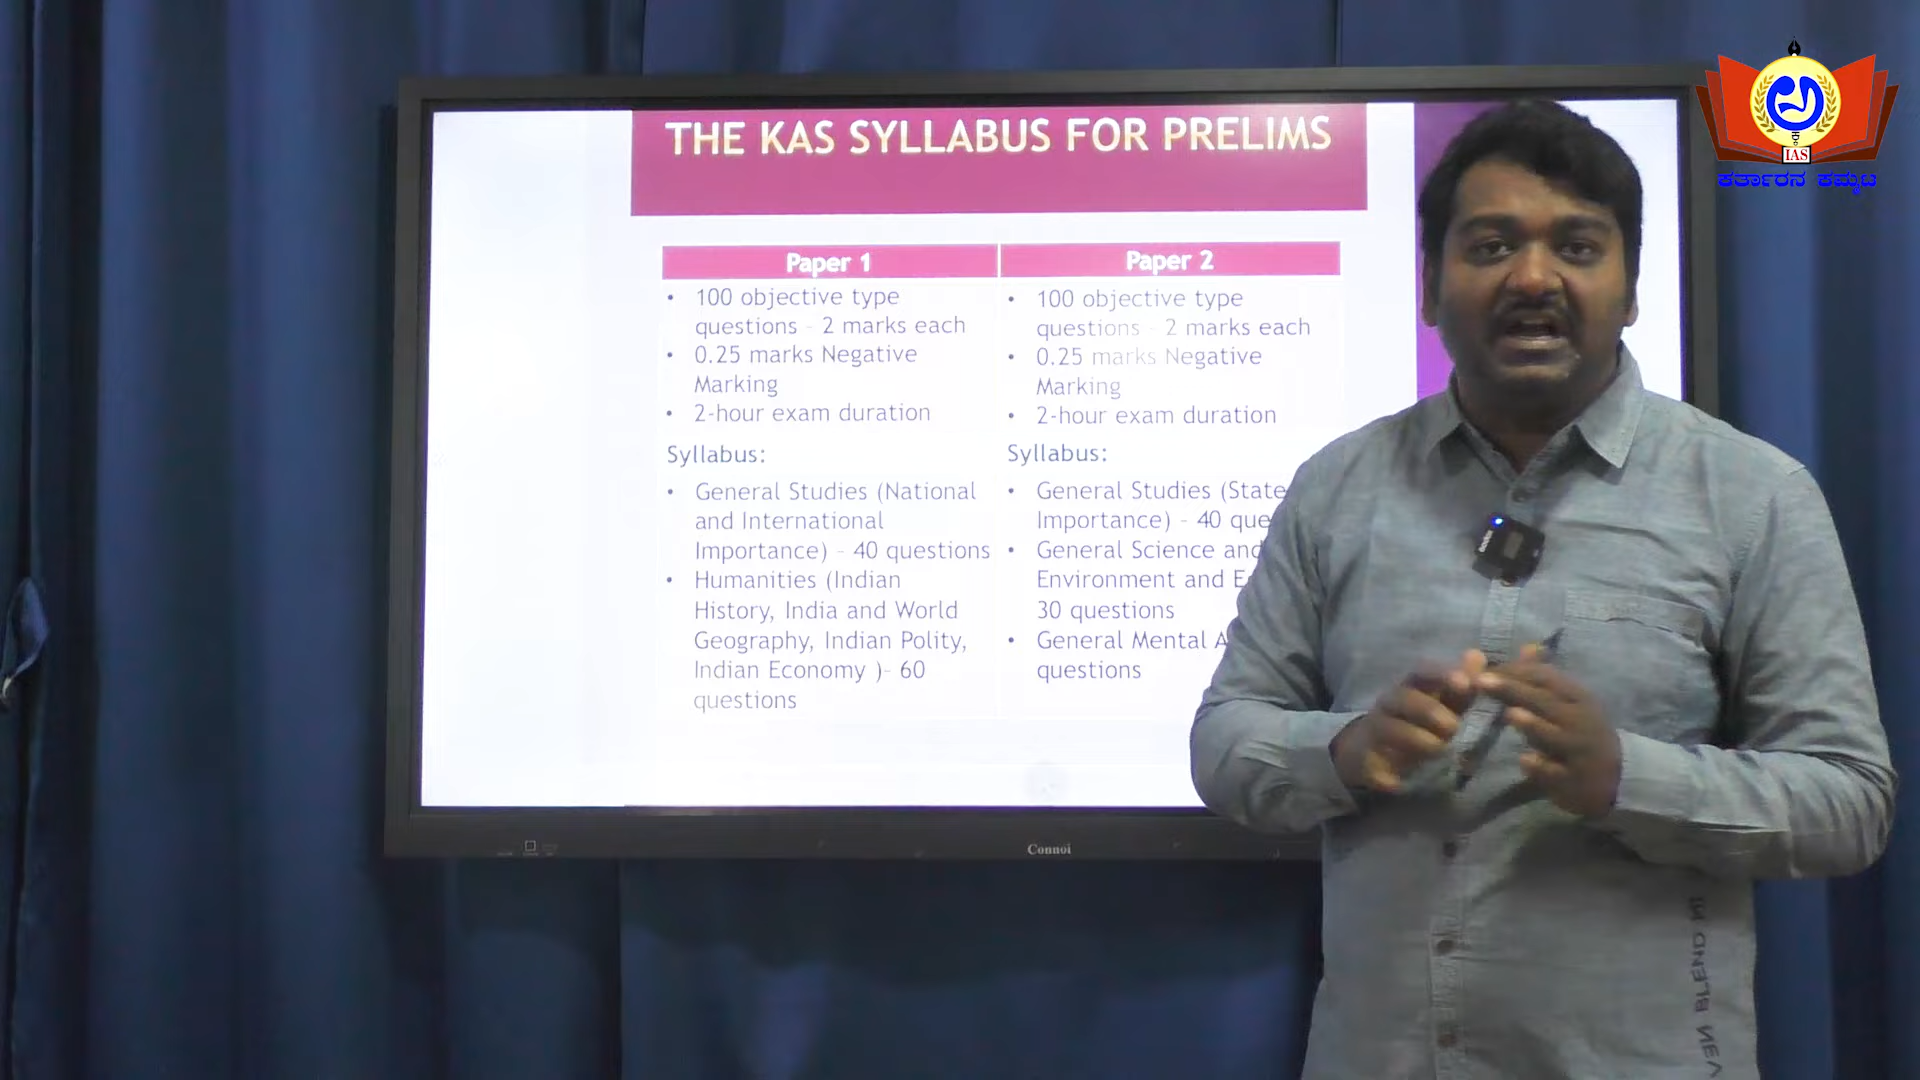 THE KAS SYLLABUS FOR PRELIMS
Paper 1
• 100 objective type
questions – 2 marks each
• 0.25 marks Negative
Marking
• 2-hour exam duration
Syllabus:
• General Studies (National
and International
Importance) – 40 questions
• Humanities (Indian
History, India and World
Geography, Indian Polity,
Indian Economy )– 60
questions
Paper 2
• 100 objective type
questions – 2 marks each
• 0.25 marks Negative
Marking
• 2-hour exam duration
Syllabus:
• General Studies (State
Importance) – 40 que
• General Science and
Environment and E
30 questions
• General Mental A
questions
Connoi
IAS
ಕರ್ತಾರನ ಕಮ್ಮಟ
BLEND